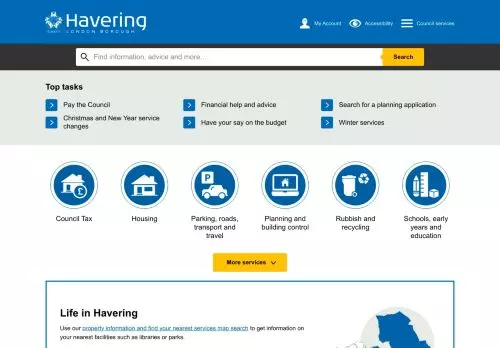 Havering
LONDON BOROUGH
My Account
Accessibility
Council services
Find information, advice and more...
Search
Top tasks
Pay the Council
Financial help and advice
Search for a planning application
Christmas and New Year service
changes
Have your say on the budget
Winter services
Council Tax
Housing
Parking, roads,
transport and
travel
Planning and
building control
Rubbish and
recycling
Schools, early
years and
education
More services
Life in Havering
Use our property information and find your nearest services map search to get information on
your nearest facilities such as libraries or parks.